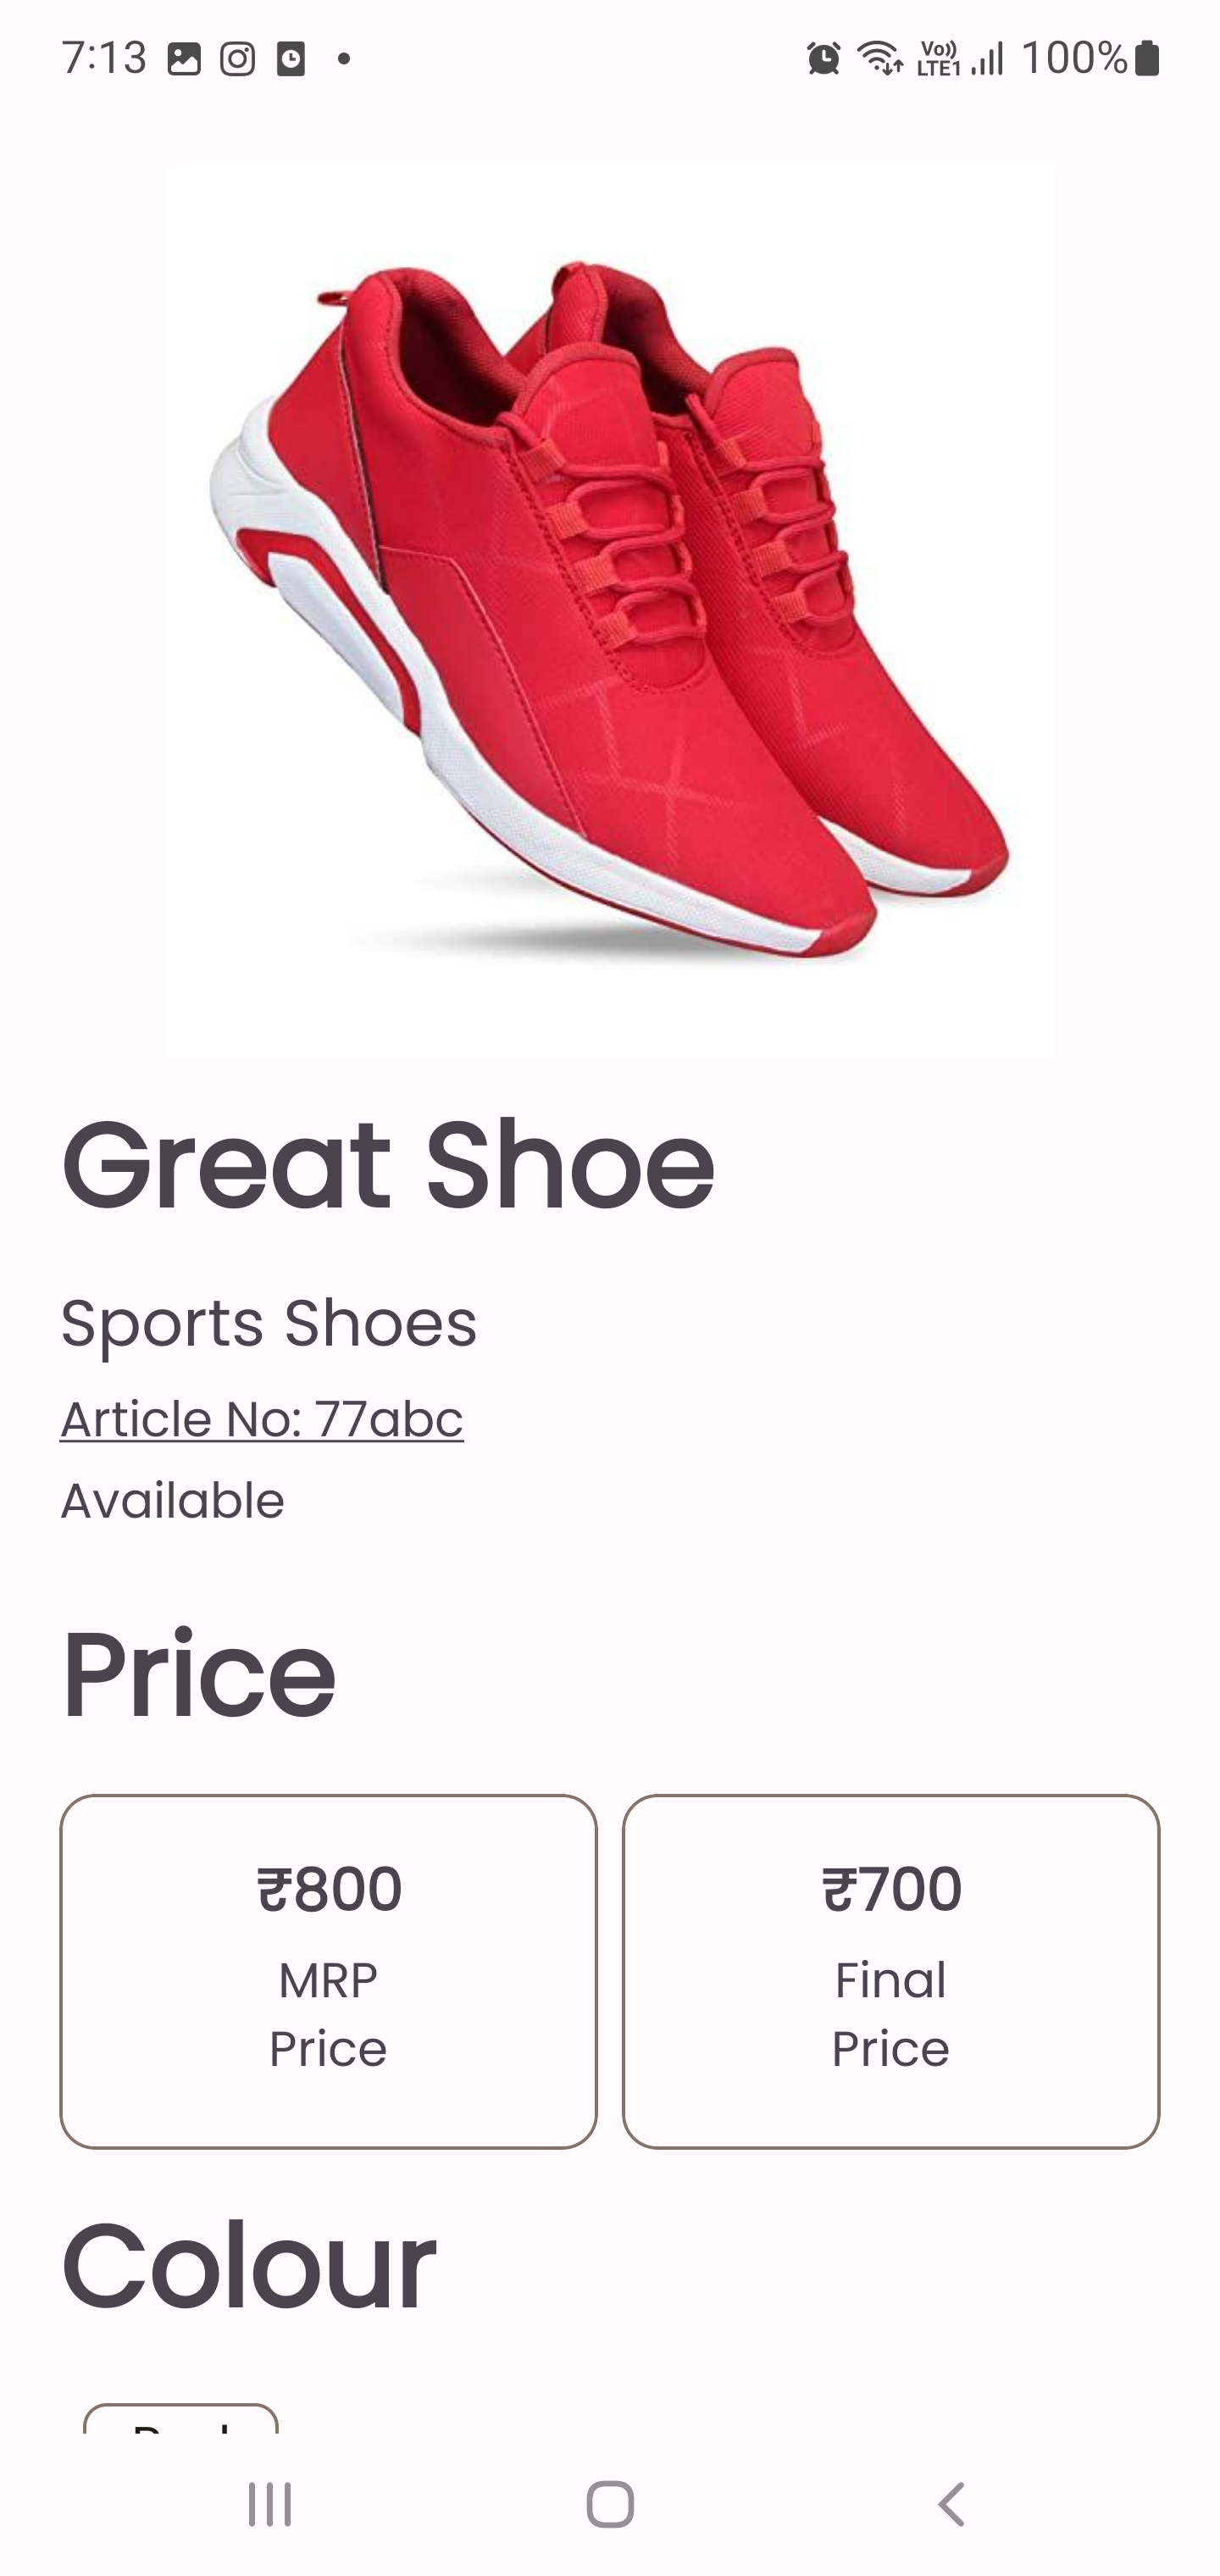 7:13
Vo))
LTE1
100%
Great Shoe
Sports Shoes
Article No: 77abc
Available
Price
₹800
MRP
Price
₹700
Final
Price
Colour